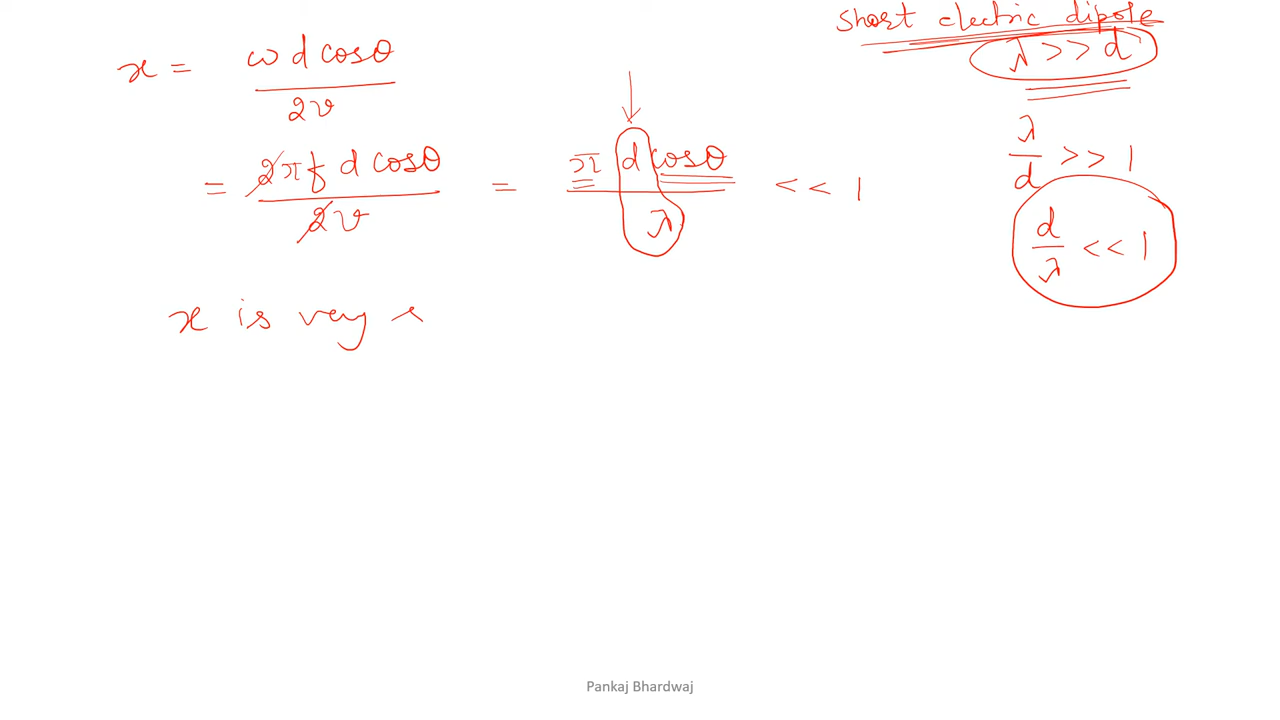 short electric dipole
x = ω d cosθ / 2v
λ >> d
= 2πf d cosθ / 2v = π d cosθ / λ << 1
λ / d >> 1
d / λ << 1
x is very s
Pankaj Bhardwaj